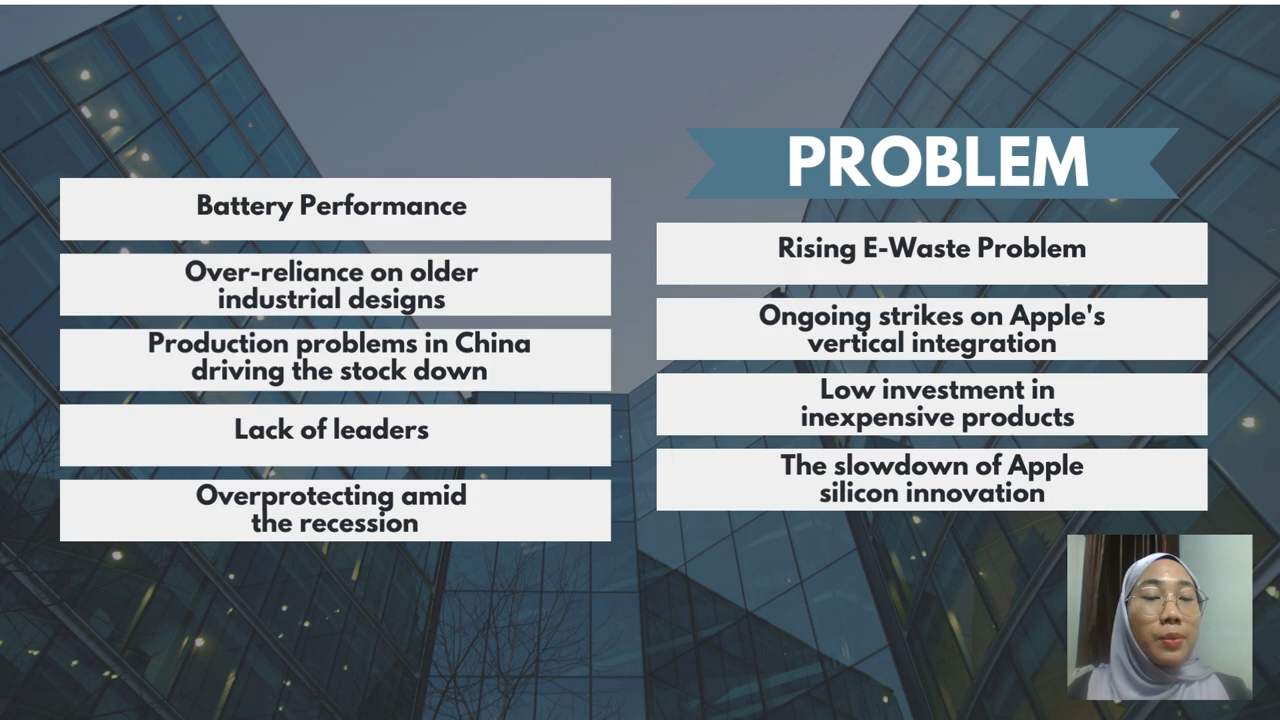 PROBLEM
Battery Performance
Over-reliance on older
industrial designs
Production problems in China
driving the stock down
Lack of leaders
Overprotecting amid
the recession
Rising E-Waste Problem
Ongoing strikes on Apple's
vertical integration
Low investment in
inexpensive products
The slowdown of Apple
silicon innovation